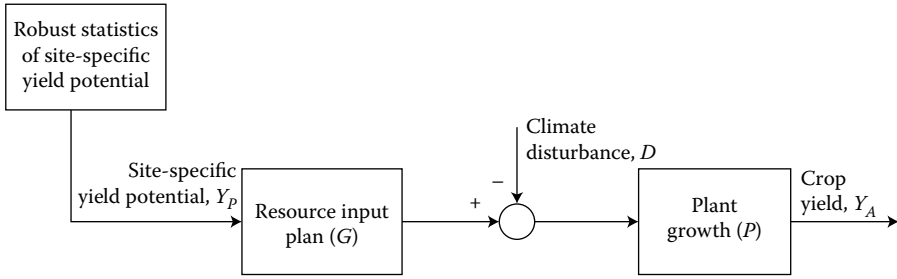 Robust statistics
of site-specific
yield potential
Climate
disturbance, D
Site-specific
yield potential, Y_P
−
+
Resource input
plan (G)
Plant
growth (P)
Crop
yield, Y_A